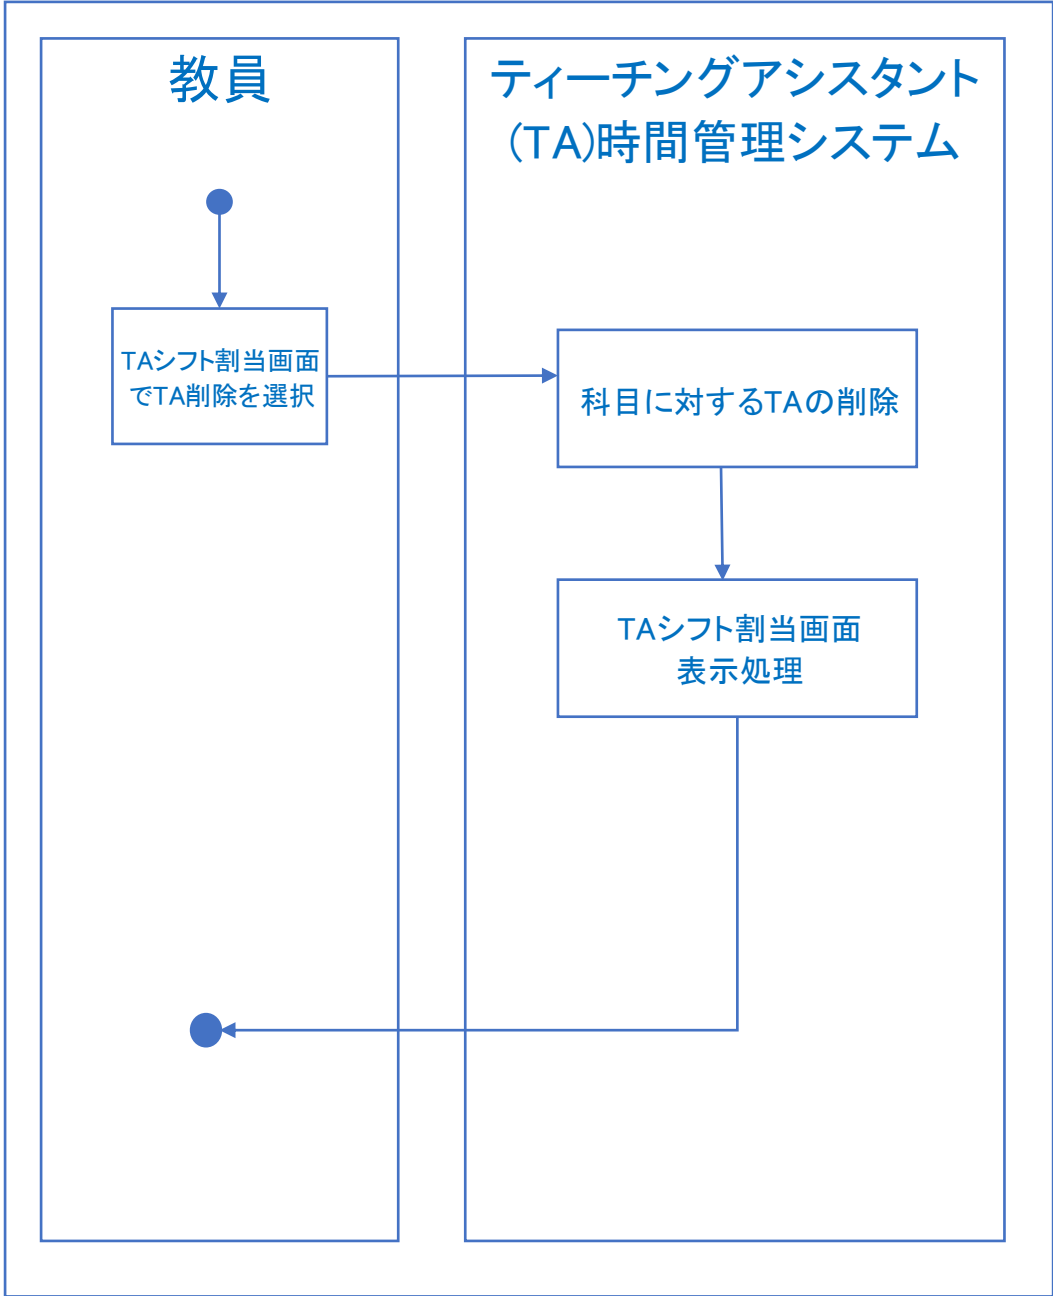 教員
ティーチングアシスタント
(TA)時間管理システム
TAシフト割当画面
でTA削除を選択
科目に対するTAの削除
TAシフト割当画面
表示処理